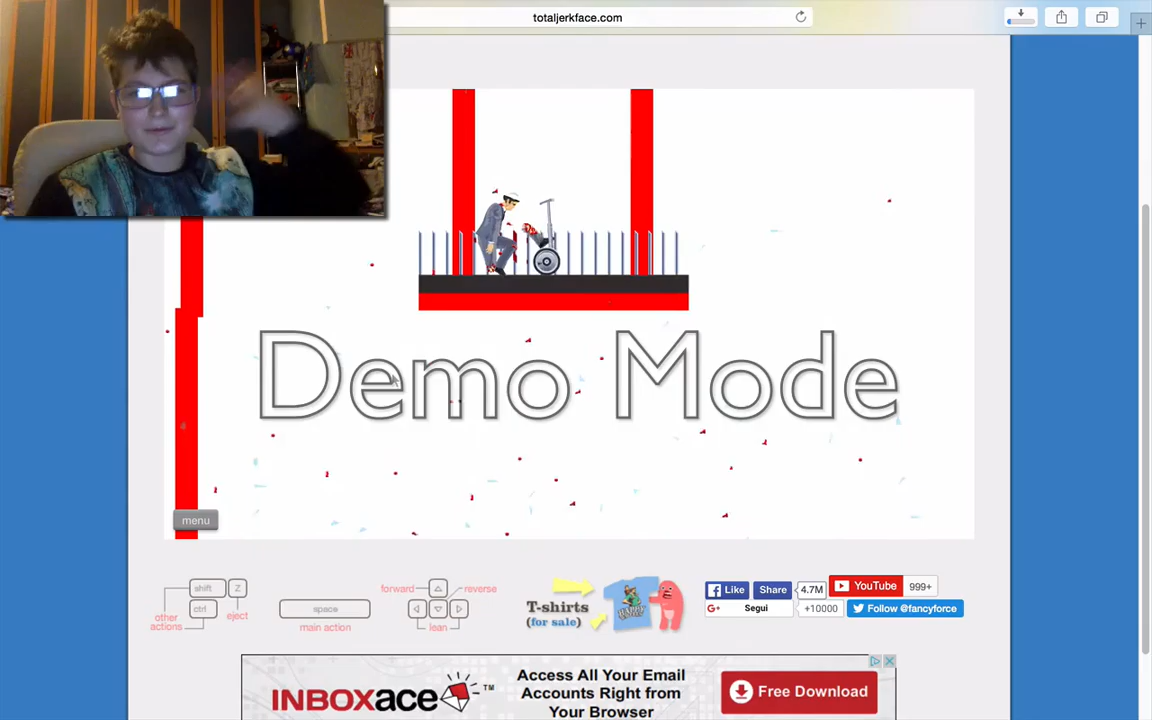 totaljerkface.com
Demo Mode
menu
shift
Z
ctrl
other
actions
eject
space
main action
forward
reverse
lean
T-shirts
(for sale)
Like
Share
4.7M
YouTube
999+
Segui
+10000
Follow @fancyforce
INBOXace™
Access All Your Email
Accounts Right from
Your Browser
Free Download